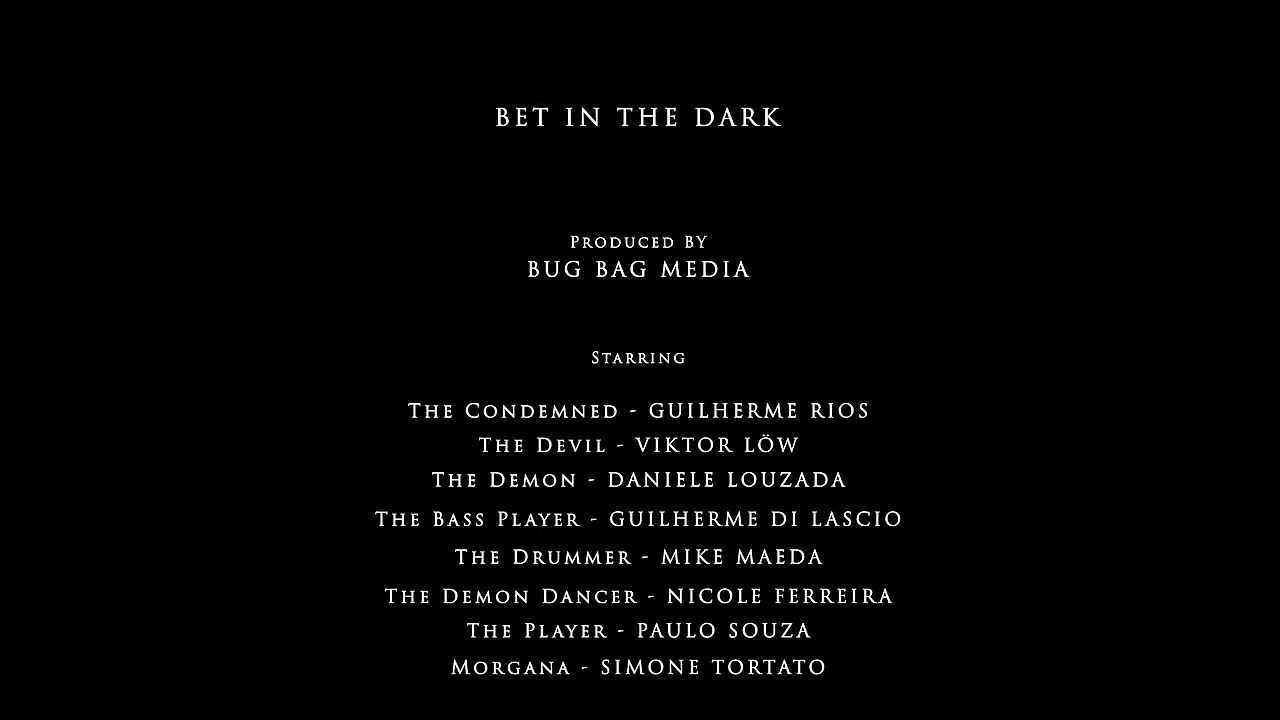 BET IN THE DARK
PRODUCED BY
BUG BAG MEDIA
STARRING
THE CONDEMNED - GUILHERME RIOS
THE DEVIL - VIKTOR LÖW
THE DEMON - DANIELE LOUZADA
THE BASS PLAYER - GUILHERME DI LASCIO
THE DRUMMER - MIKE MAEDA
THE DEMON DANCER - NICOLE FERREIRA
THE PLAYER - PAULO SOUZA
MORGANA - SIMONE TORTATO